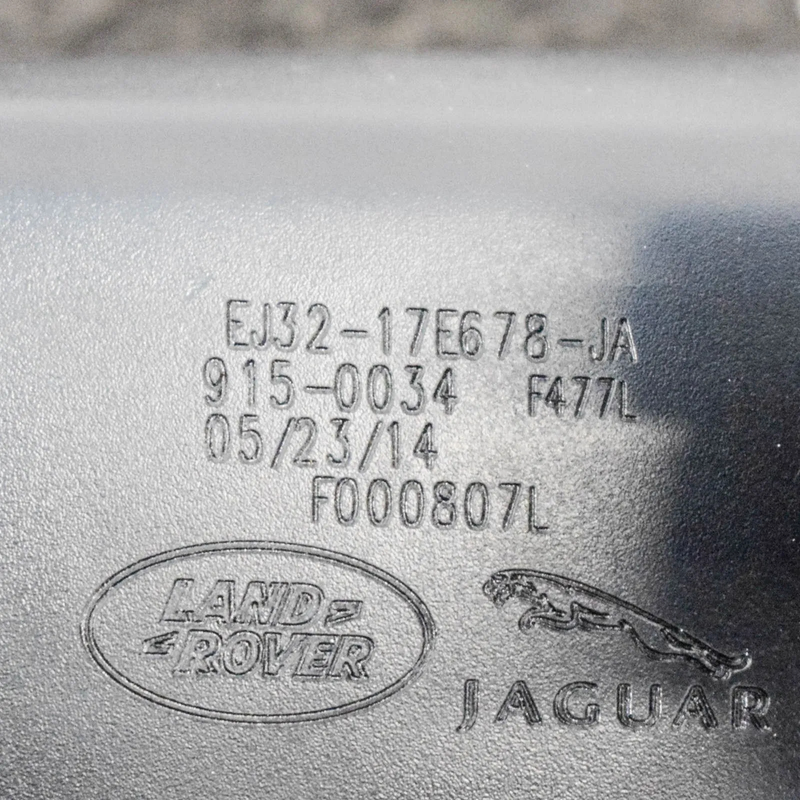 EJ32-17E678-JA
915-0034 F477L
05/23/14
F000807L
LAND
ROVER
JAGUAR